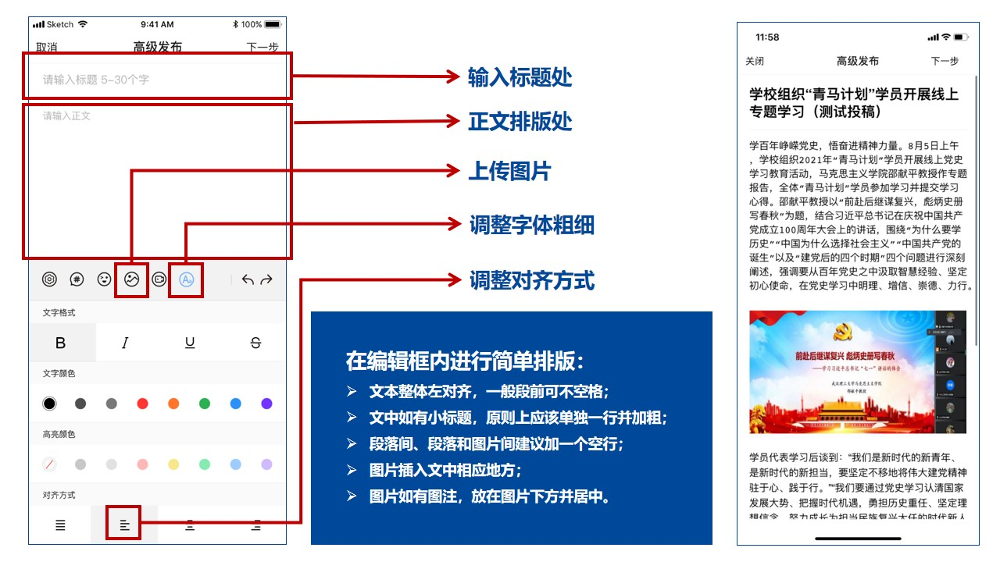 Sketch 9:41 AM 100%
取消 高级发布 下一步
请输入标题 5-30个字
请输入正文
文字格式
B I U S
文字颜色
高亮颜色
对齐方式
输入标题处
正文排版处
上传图片
调整字体粗细
调整对齐方式
在编辑框内进行简单排版：
➢ 文本整体左对齐，一般段前可不空格；
➢ 文中如有小标题，原则上应该单独一行并加粗；
➢ 段落间、段落和图片间建议加一个空行；
➢ 图片插入文中相应地方；
➢ 图片如有图注，放在图片下方并居中。
11:58
关闭 高级发布 下一步
学校组织“青马计划”学员开展线上
专题学习（测试投稿）
学百年峥嵘党史，悟奋进精神力量。8月5日上午
，学校组织2021年“青马计划”学员开展线上党史
学习教育活动，马克思主义学院邵献平教授作专题
报告，全体“青马计划”学员参加学习并提交学习
心得。邵献平教授以“前赴后继谋复兴，彪炳史册
写春秋”为题，结合习近平总书记在庆祝中国共产
党成立100周年大会上的讲话，围绕“为什么要学
历史”“中国为什么选择社会主义”“中国共产党的
诞生”以及“建党后的四个时期”四个问题进行深刻
阐述，强调要从百年党史之中汲取智慧经验、坚定
初心使命，在党史学习中明理、增信、崇德、力行。
前赴后继谋复兴 彪炳史册写春秋
——学习习近平总书记“七一”讲话的体会
武汉理工大学马克思主义学院
邵献平教授
学员代表学习后谈到：“我们是新时代的新青年、
是新时代的新担当，要坚定不移地将伟大建党精神
驻于心、践于行。”“我们要通过党史学习认清国家
发展大势、把握时代机遇，勇担历史重任、坚定理
想信念，努力成长为担当民族复兴大任的时代新人